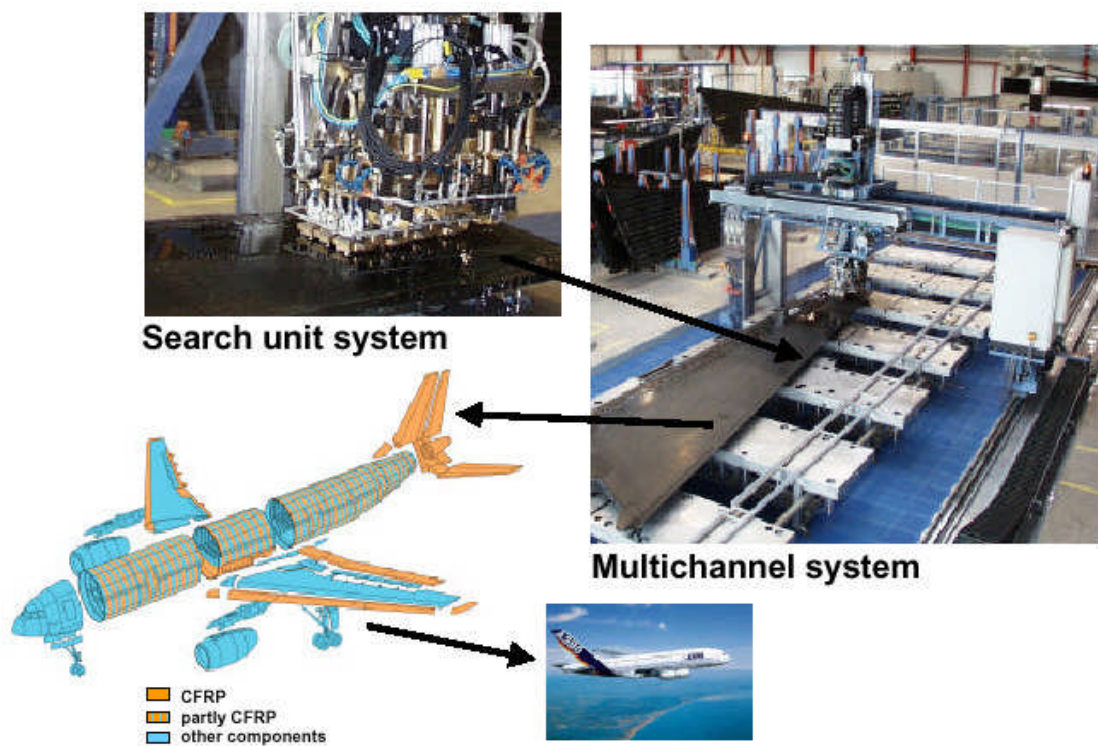 Search unit system
Multichannel system
CFRP
partly CFRP
other components